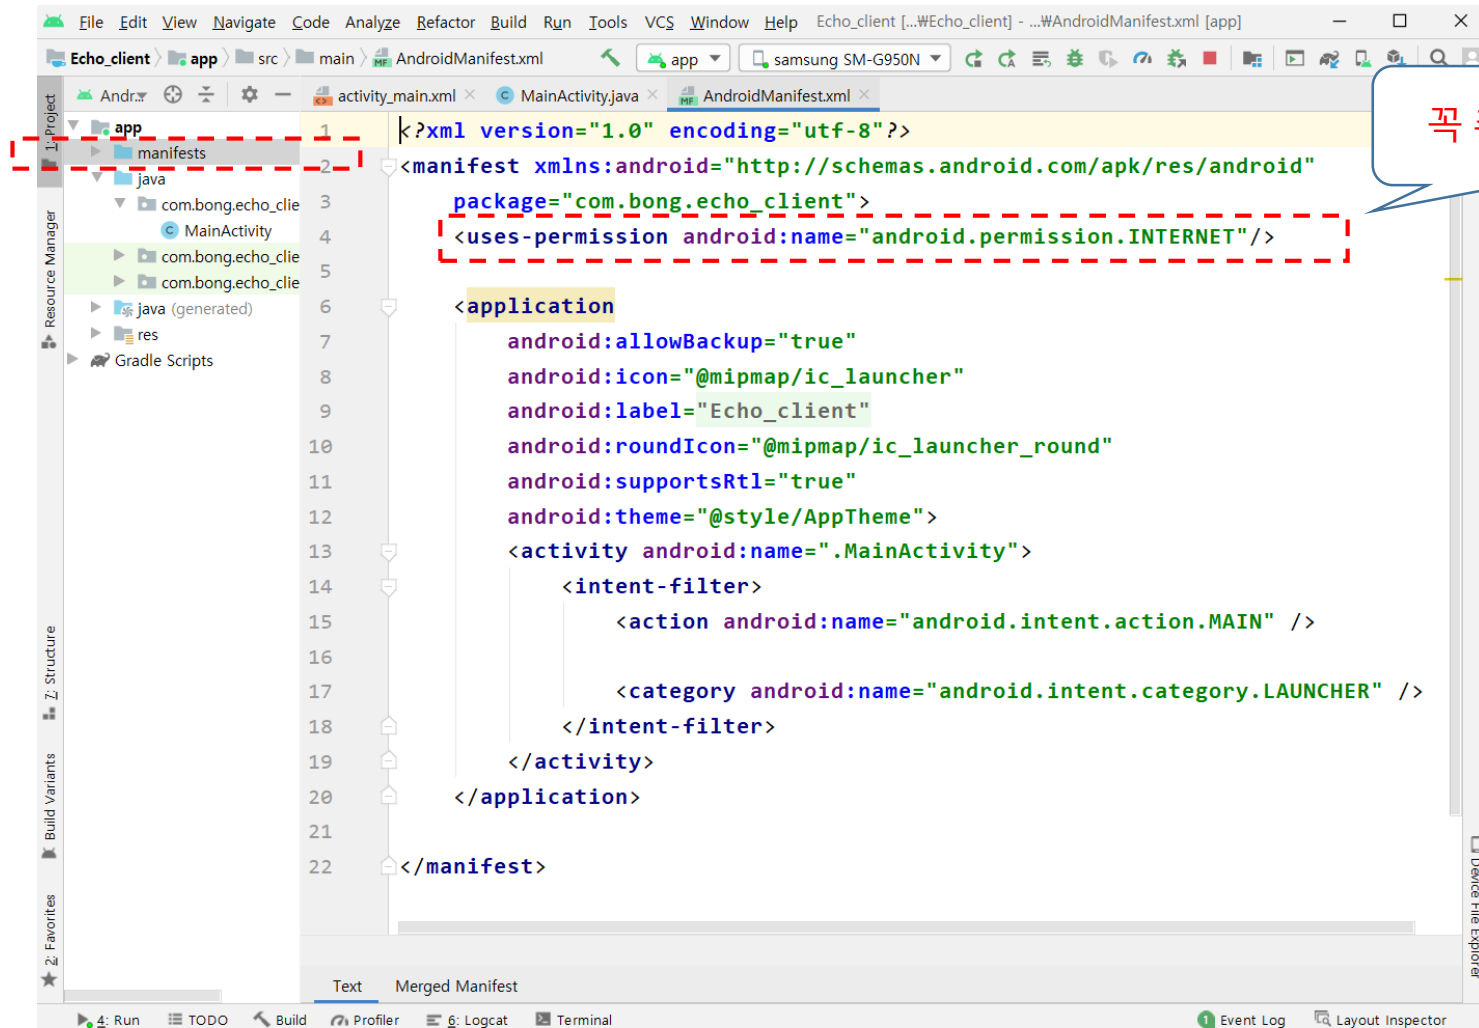 File Edit View Navigate Code Analyze Refactor Build Run Tools VCS Window Help Echo_client [...₩Echo_client] - ...₩AndroidManifest.xml [app]
Echo_client app src main AndroidManifest.xml app samsung SM-G950N
Andr..
activity_main.xml MainActivity.java AndroidManifest.xml
꼭
1: Project
Resource Manager
7: Structure
Build Variants
2: Favorites
app
manifests
java
com.bong.echo_clie
MainActivity
com.bong.echo_clie
com.bong.echo_clie
java (generated)
res
Gradle Scripts
1 <?xml version="1.0" encoding="utf-8"?>
2 <manifest xmlns:android="http://schemas.android.com/apk/res/android"
3 package="com.bong.echo_client">
4 <uses-permission android:name="android.permission.INTERNET"/>
5
6 <application
7 android:allowBackup="true"
8 android:icon="@mipmap/ic_launcher"
9 android:label="Echo_client"
10 android:roundIcon="@mipmap/ic_launcher_round"
11 android:supportsRtl="true"
12 android:theme="@style/AppTheme">
13 <activity android:name=".MainActivity">
14 <intent-filter>
15 <action android:name="android.intent.action.MAIN" />
16
17 <category android:name="android.intent.category.LAUNCHER" />
18 </intent-filter>
19 </activity>
20 </application>
21
22 </manifest>
Device File Explorer
Text Merged Manifest
4: Run TODO Build Profiler 6: Logcat Terminal 1 Event Log Layout Inspector